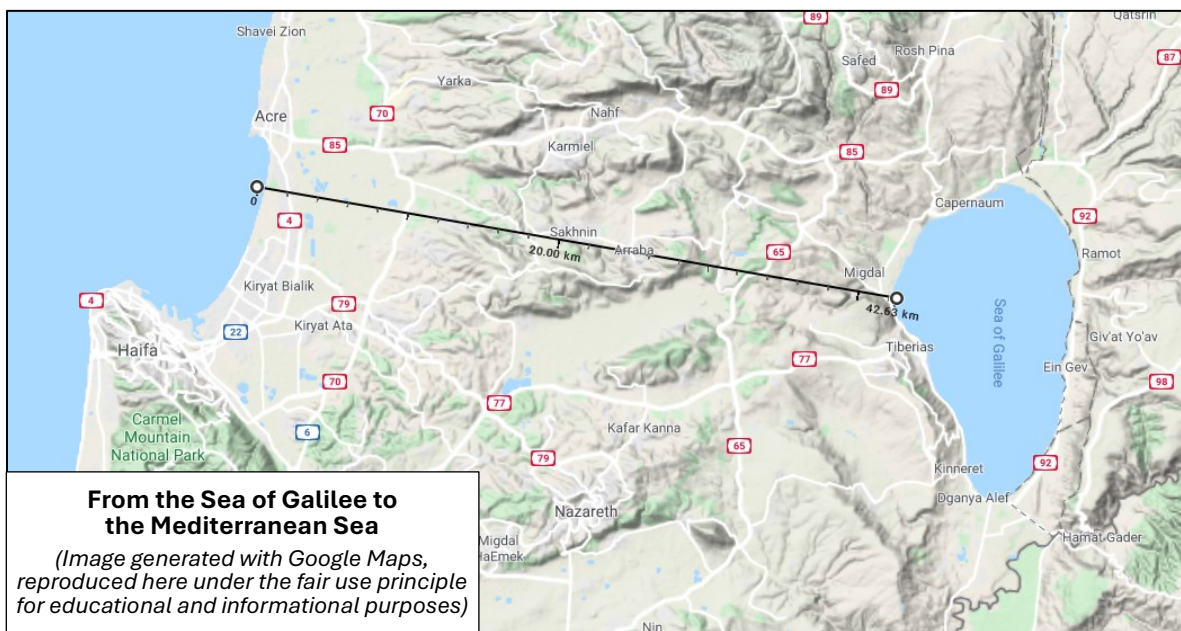 Shavei Zion
89
Qatsrin
Rosh Pina
87
Safed
Yarka
89
70
Nahf
Acre
85
Karmiel
85
0
4
Capernaum
92
Sakhnin
20.00 km
Arraba
65
Ramot
Migdal
Kiryat Bialik
4
79
42.63 km
22
Kiryat Ata
Sea of Galilee
Giv'at Yo'av
Haifa
Tiberias
77
Ein Gev
70
98
77
Carmel
Mountain
National Park
6
Kafar Kanna
65
79
Kinneret
92
Dganya Alef
Nazareth
Migdal
HaEmek
Hamat Gader
Nin
From the Sea of Galilee to
the Mediterranean Sea
(Image generated with Google Maps,
reproduced here under the fair use principle
for educational and informational purposes)